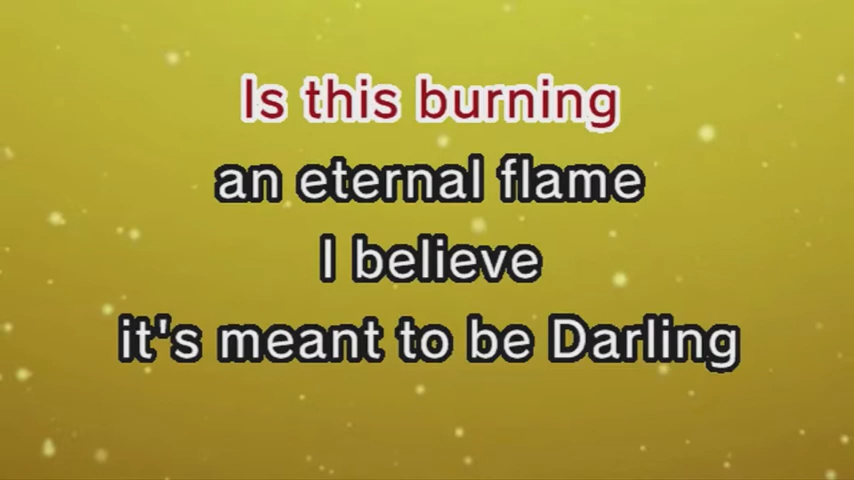 Is this burning
an eternal flame
I believe
it's meant to be Darling